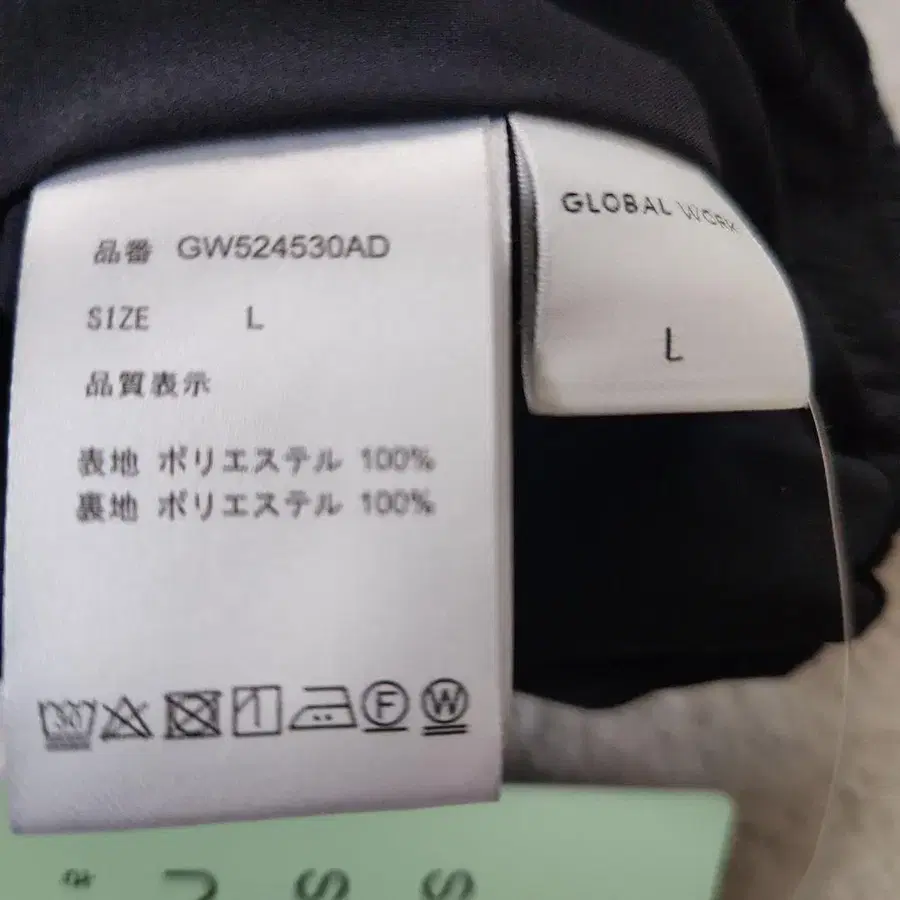 品番 GW524530AD
SIZE L
品質表示
表地 ポリエステル 100%
裏地 ポリエステル 100%
30
F
W
GLOBAL WORK
L
U S S